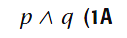 p ∧ q (1A